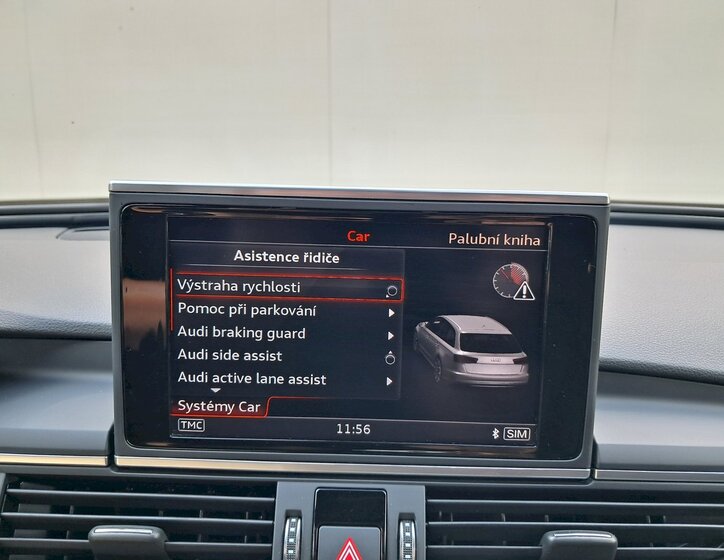 Car
Palubní kniha
Asistence řidiče
Výstraha rychlosti
Pomoc při parkování
Audi braking guard
Audi side assist
Audi active lane assist
Systémy Car
TMC
11:56
SIM